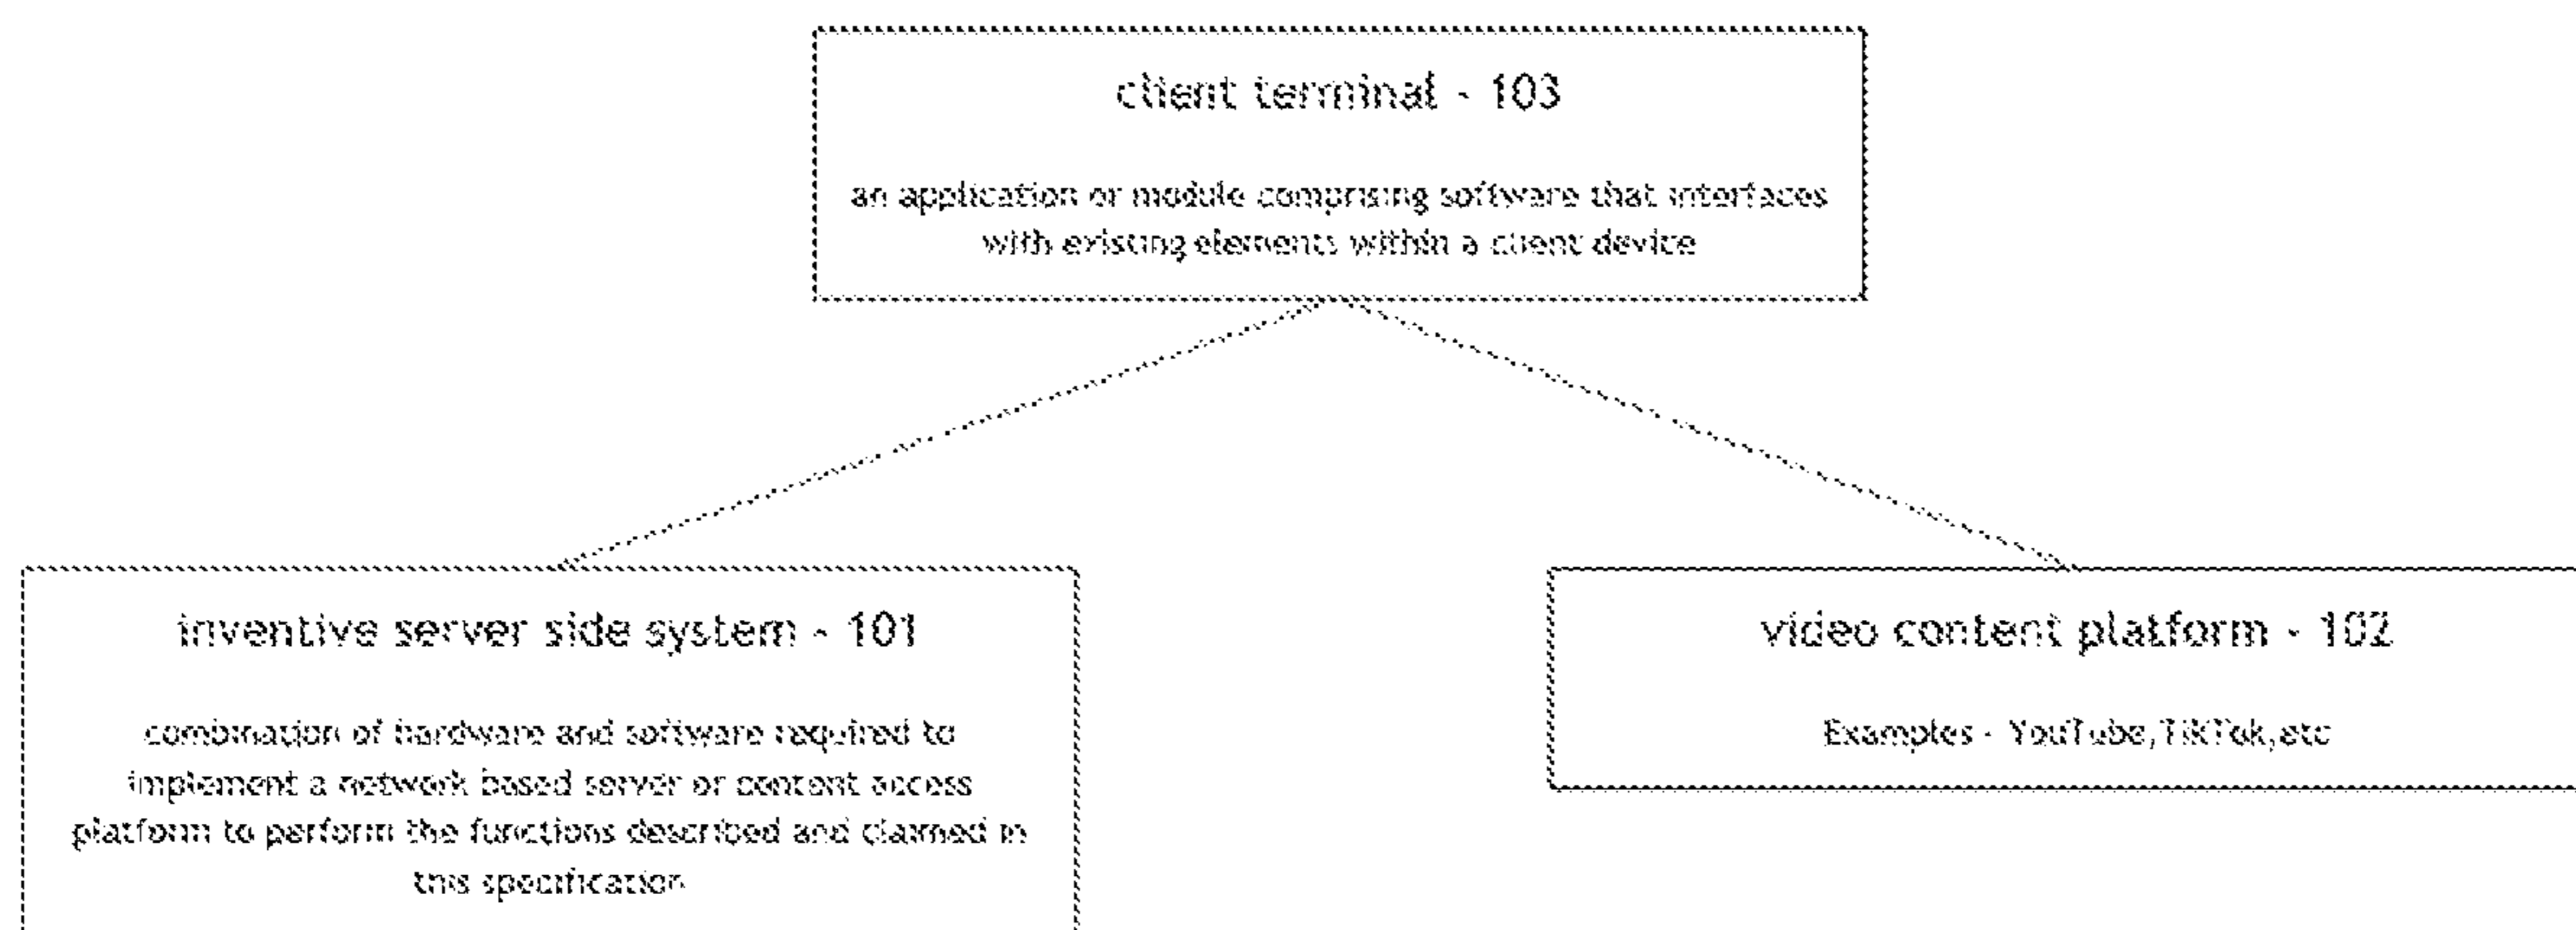 client terminal - 103
an application or module comprising software that interfaces
with existing elements within a client device
inventive server side system - 101
combination of hardware and software required to
implement a network based server or content access
platform to perform the functions described and claimed in
this specification
video content platform - 102
Examples - YouTube,TikTok,etc